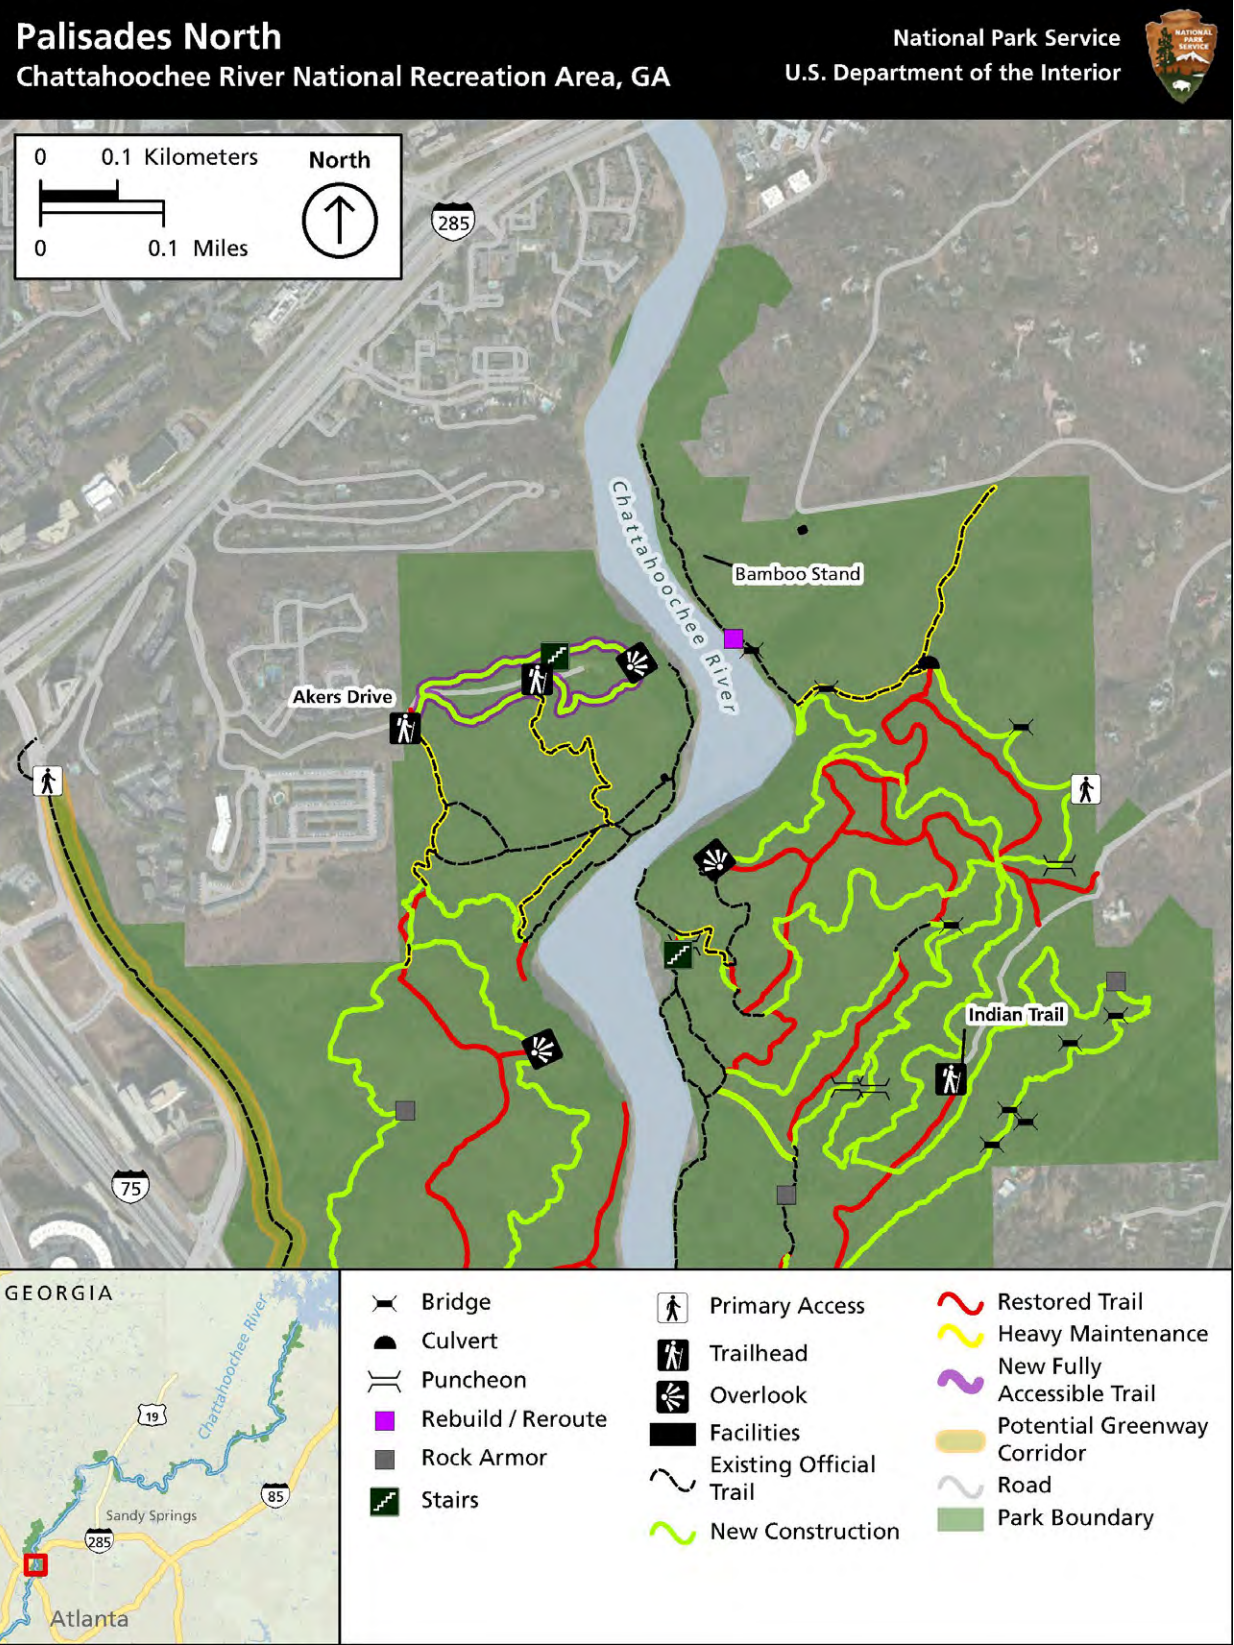 Palisades North
Chattahoochee River National Recreation Area, GA
National Park Service
U.S. Department of the Interior
NATIONAL
PARK
SERVICE
0 0.1 Kilometers
North
0 0.1 Miles
285
Chattahoochee River
Bamboo Stand
Akers Drive
Indian Trail
75
GEORGIA
Chattahoochee River
19
85
Sandy Springs
285
Atlanta
Bridge
Culvert
Puncheon
Rebuild / Reroute
Rock Armor
Stairs
Primary Access
Trailhead
Overlook
Facilities
Existing Official
Trail
New Construction
Restored Trail
Heavy Maintenance
New Fully
Accessible Trail
Potential Greenway
Corridor
Road
Park Boundary